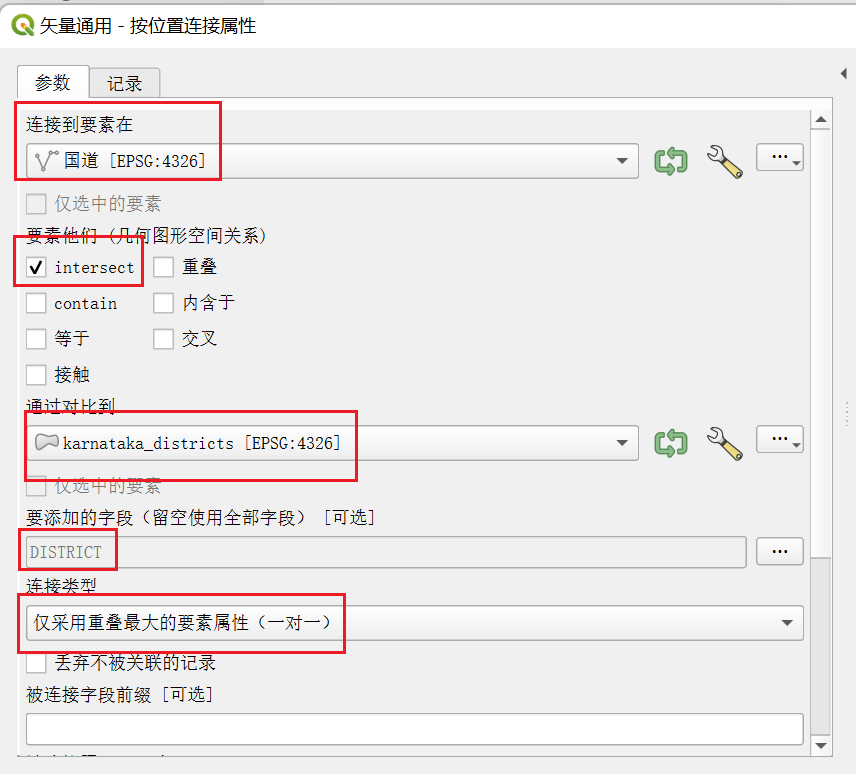 矢量通用 - 按位置连接属性
参数 记录
连接到要素在
国道 [EPSG:4326]
仅选中的要素
要素他们 (几何图形空间关系)
intersect 重叠
contain 内含于
等于 交叉
接触
通过对比到
karnataka_districts [EPSG:4326]
仅选中的要素
要添加的字段（留空使用全部字段） [可选]
DISTRICT
连接类型
仅采用重叠最大的要素属性（一对一）
丢弃不被关联的记录
被连接字段前缀 [可选]